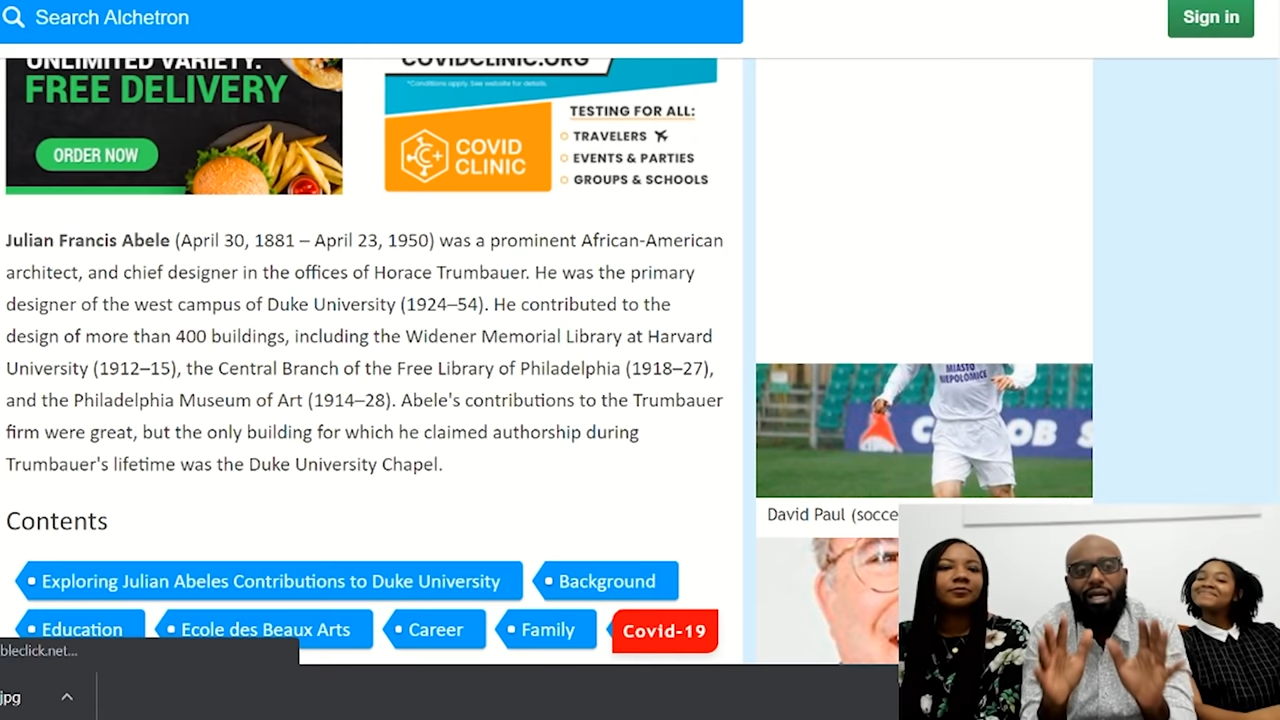 Search Alchetron
Sign in
UNLIMITED VARIETY.
FREE DELIVERY
ORDER NOW
COVIDCLINIC.ORG
*Conditions apply. See website for details.
COVID
CLINIC
TESTING FOR ALL:
TRAVELERS
EVENTS & PARTIES
GROUPS & SCHOOLS
Julian Francis Abele (April 30, 1881 – April 23, 1950) was a prominent African-American
architect, and chief designer in the offices of Horace Trumbauer. He was the primary
designer of the west campus of Duke University (1924–54). He contributed to the
design of more than 400 buildings, including the Widener Memorial Library at Harvard
University (1912–15), the Central Branch of the Free Library of Philadelphia (1918–27),
and the Philadelphia Museum of Art (1914–28). Abele's contributions to the Trumbauer
firm were great, but the only building for which he claimed authorship during
Trumbauer's lifetime was the Duke University Chapel.
Contents
Exploring Julian Abeles Contributions to Duke University
Background
Education
Ecole des Beaux Arts
Career
Family
Covid-19
MIASTO
NIEPOLOMICE
David Paul (socce
bleclick.net...
jpg